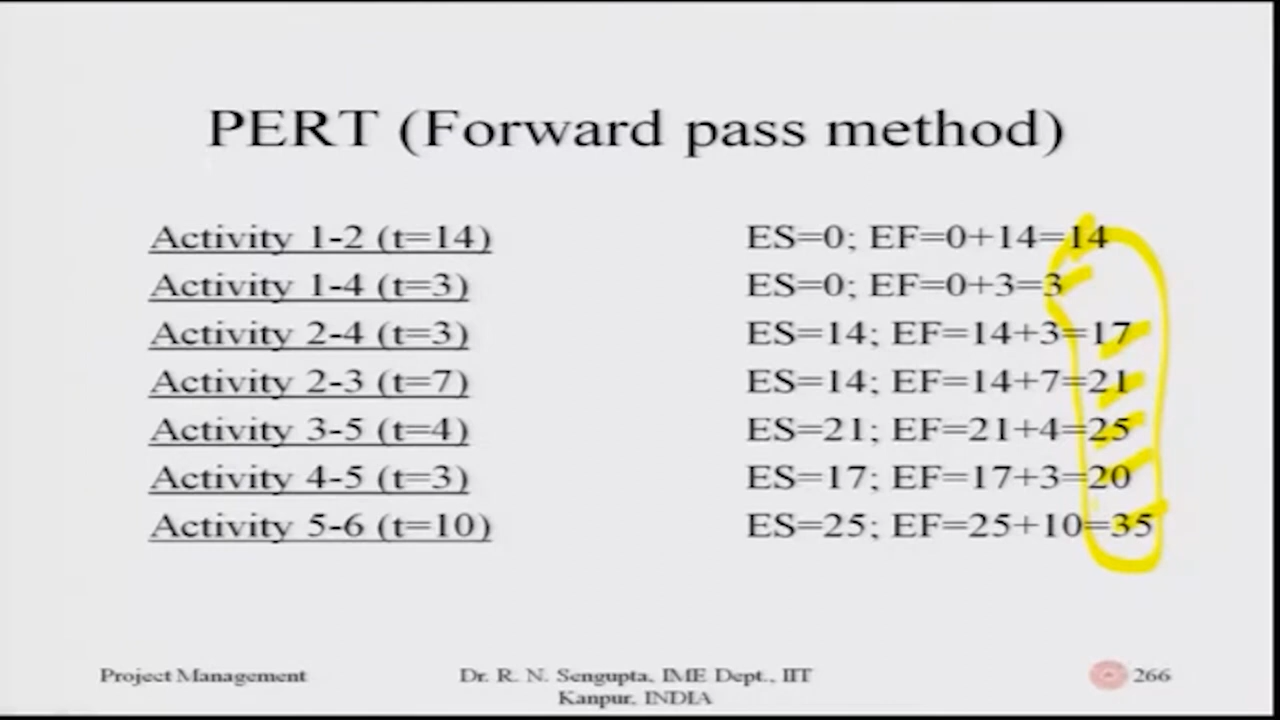 PERT (Forward pass method)
Activity 1-2 (t=14) ES=0; EF=0+14=14
Activity 1-4 (t=3) ES=0; EF=0+3=3
Activity 2-4 (t=3) ES=14; EF=14+3=17
Activity 2-3 (t=7) ES=14; EF=14+7=21
Activity 3-5 (t=4) ES=21; EF=21+4=25
Activity 4-5 (t=3) ES=17; EF=17+3=20
Activity 5-6 (t=10) ES=25; EF=25+10=35
Project Management Dr. R. N. Sengupta, IME Dept., IIT 266
Kanpur, INDIA